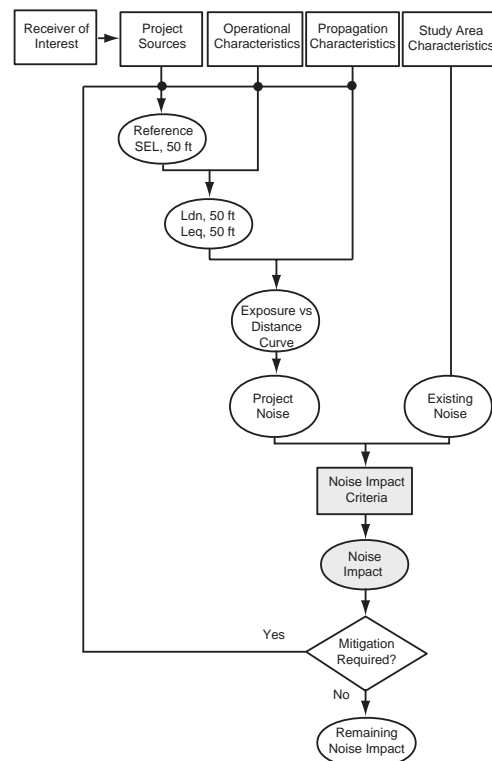 Receiver of
Interest
Project
Sources
Operational
Characteristics
Propagation
Characteristics
Study Area
Characteristics
Reference
SEL, 50 ft
Ldn, 50 ft
Leq, 50 ft
Exposure vs
Distance
Curve
Project
Noise
Existing
Noise
Noise Impact
Criteria
Noise
Impact
Yes
Mitigation
Required?
No
Remaining
Noise Impact